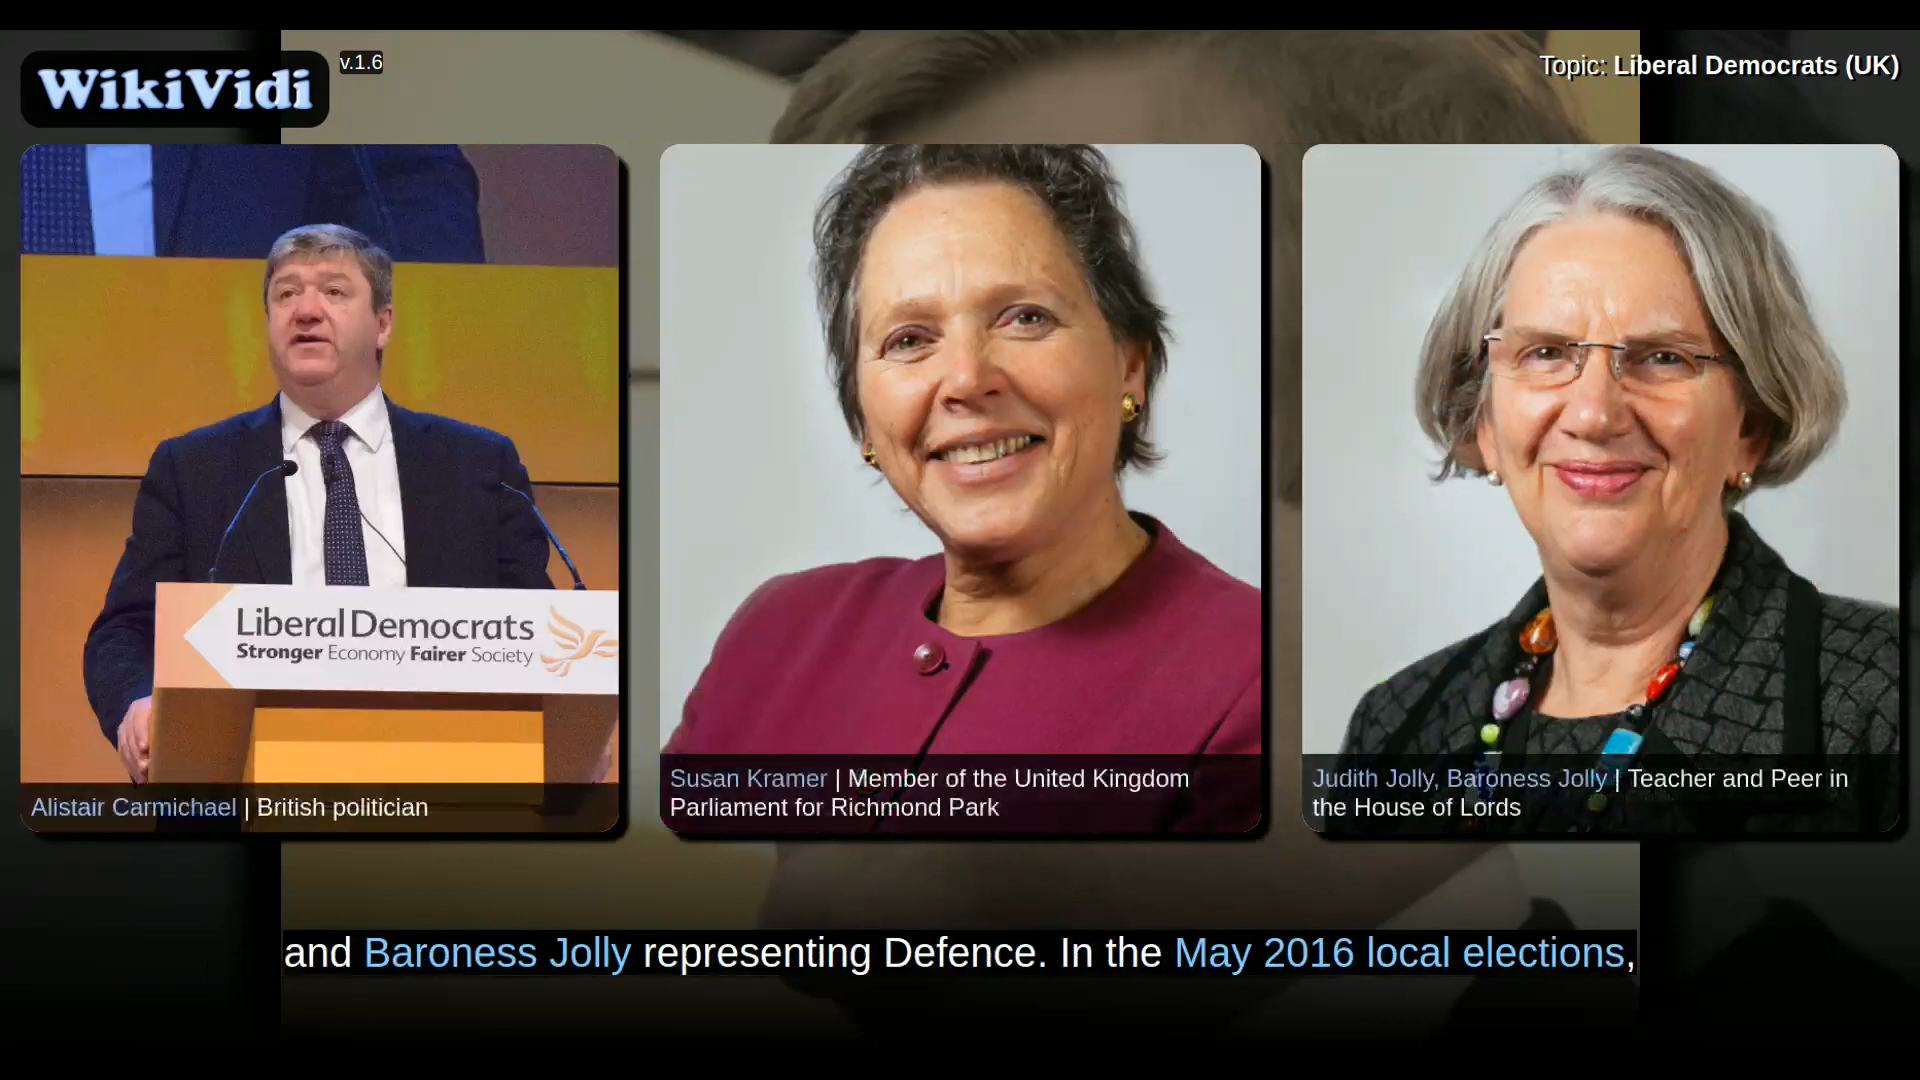 WikiVidi
v.1.6
Topic: Liberal Democrats (UK)
Liberal Democrats
Stronger Economy Fairer Society
Alistair Carmichael | British politician
Susan Kramer | Member of the United Kingdom
Parliament for Richmond Park
Judith Jolly, Baroness Jolly | Teacher and Peer in
the House of Lords
and Baroness Jolly representing Defence. In the May 2016 local elections,